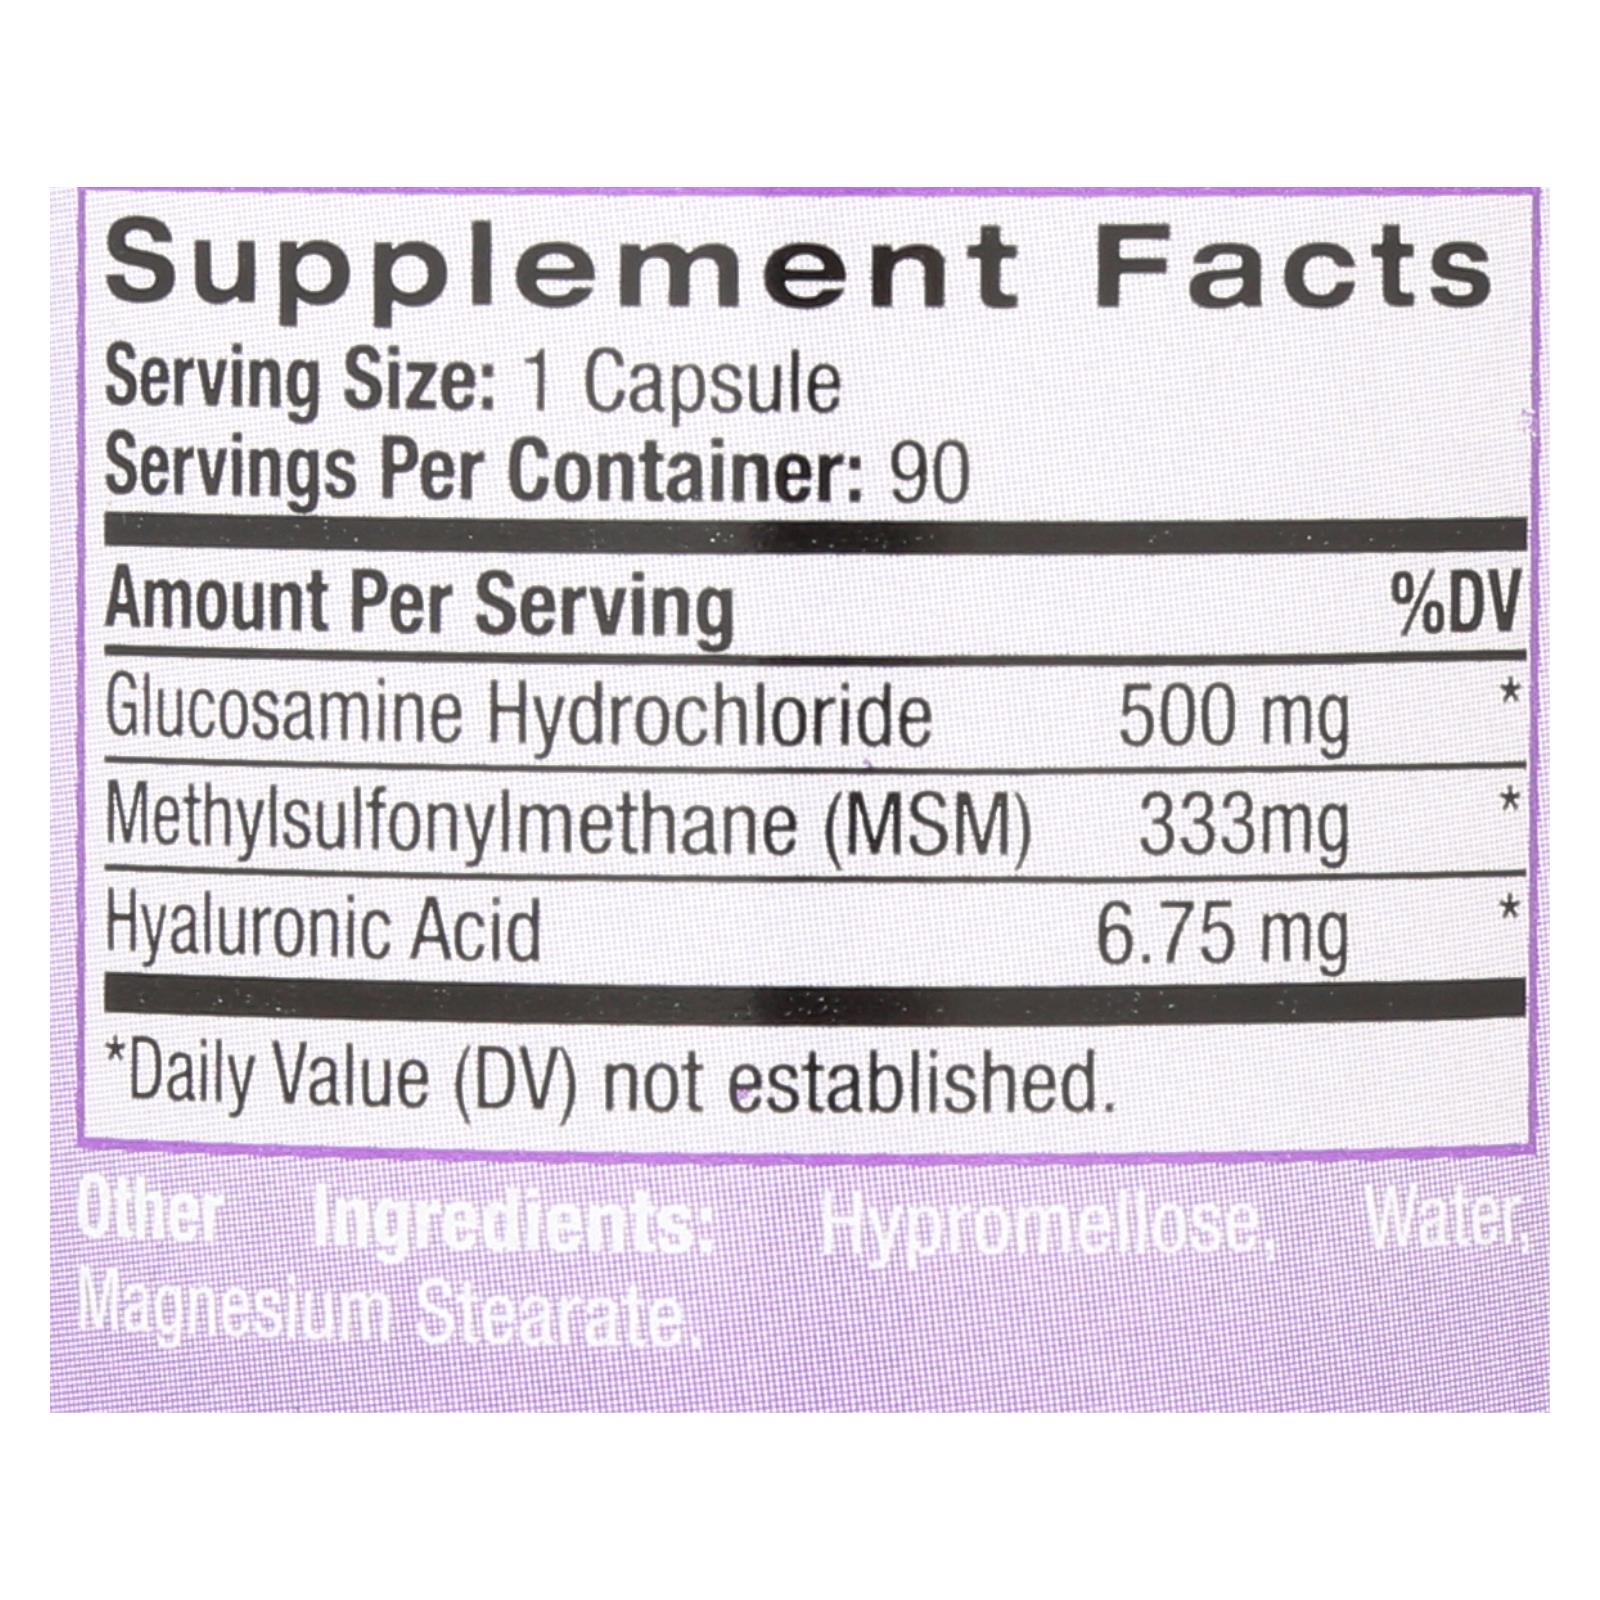 Supplement Facts
Serving Size: 1 Capsule
Servings Per Container: 90
Amount Per Serving %DV
Glucosamine Hydrochloride 500 mg *
Methylsulfonylmethane (MSM) 333mg *
Hyaluronic Acid 6.75 mg *
*Daily Value (DV) not established.
Other Ingredients: Hypromellose, Water,
Magnesium Stearate.